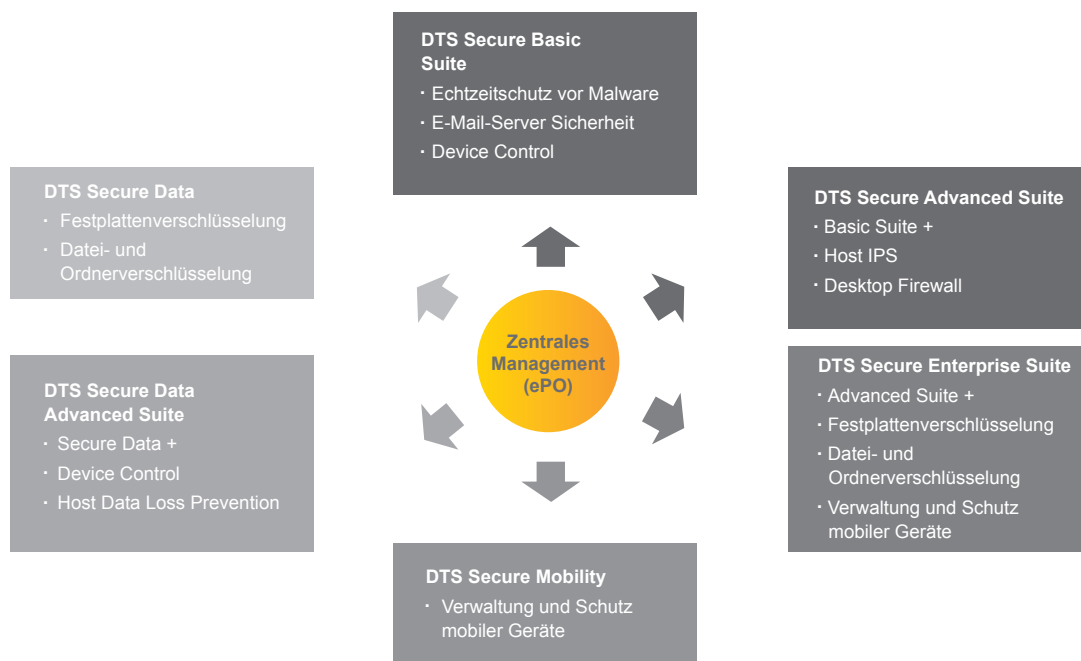 DTS Secure Basic
Suite
· Echtzeitschutz vor Malware
· E-Mail-Server Sicherheit
· Device Control
DTS Secure Data
· Festplattenverschlüsselung
· Datei- und
Ordnerverschlüsselung
DTS Secure Advanced Suite
· Basic Suite +
· Host IPS
· Desktop Firewall
Zentrales
Management
(ePO)
DTS Secure Data
Advanced Suite
· Secure Data +
· Device Control
· Host Data Loss Prevention
DTS Secure Enterprise Suite
· Advanced Suite +
· Festplattenverschlüsselung
· Datei- und
Ordnerverschlüsselung
· Verwaltung und Schutz
mobiler Geräte
DTS Secure Mobility
· Verwaltung und Schutz
mobiler Geräte